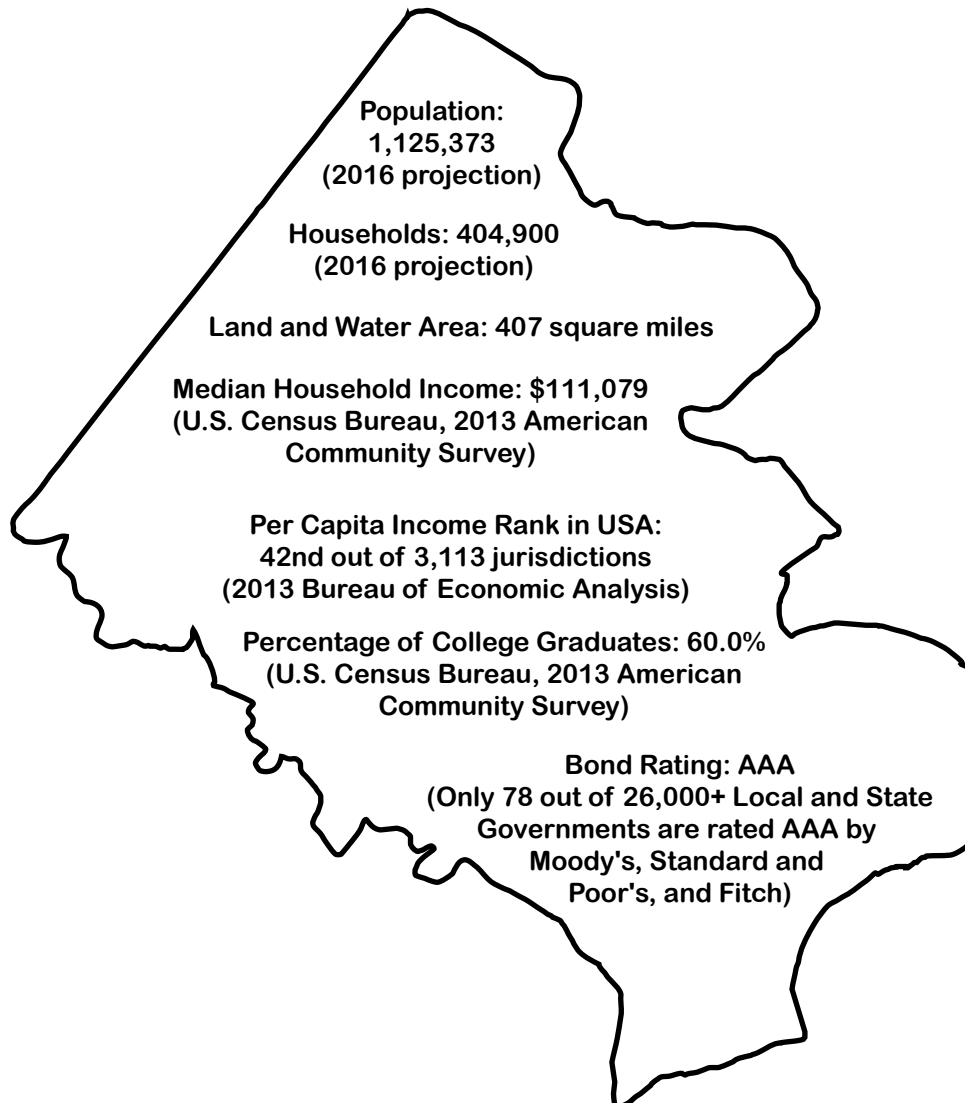 Population:
1,125,373
(2016 projection)
Households: 404,900
(2016 projection)
Land and Water Area: 407 square miles
Median Household Income: $111,079
(U.S. Census Bureau, 2013 American
Community Survey)
Per Capita Income Rank in USA:
42nd out of 3,113 jurisdictions
(2013 Bureau of Economic Analysis)
Percentage of College Graduates: 60.0%
(U.S. Census Bureau, 2013 American
Community Survey)
Bond Rating: AAA
(Only 78 out of 26,000+ Local and State
Governments are rated AAA by
Moody's, Standard and
Poor's, and Fitch)